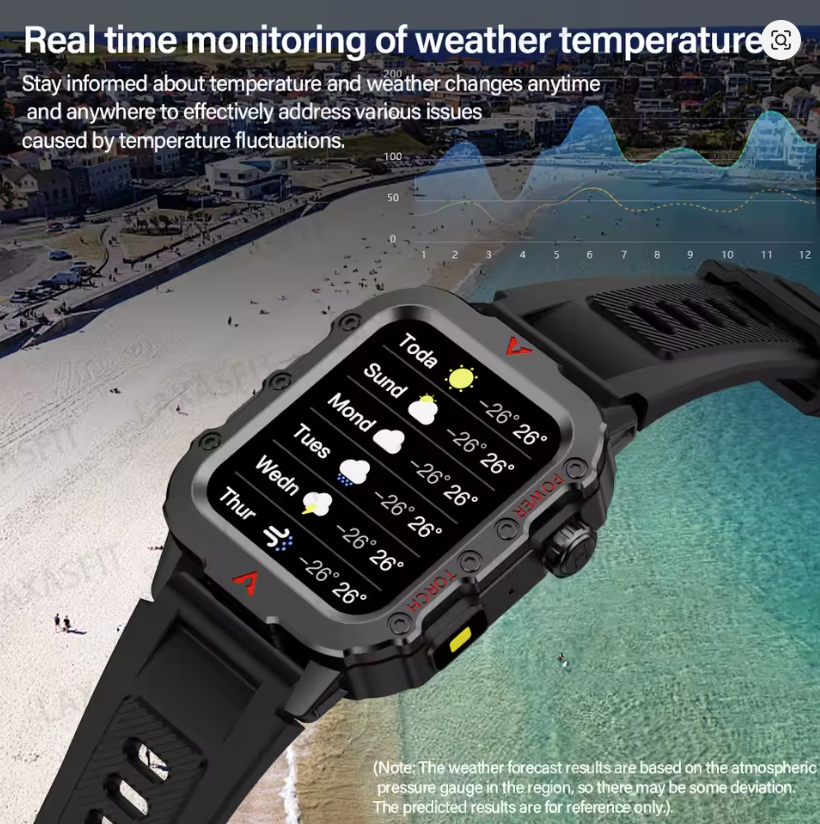 Real time monitoring of weather temperature
Stay informed about temperature and weather changes anytime
and anywhere to effectively address various issues
caused by temperature fluctuations.
200
100
50
0
1 2 3 4 5 6 7 8 9 10 11 12
Toda -26° 26°
Sund -26° 26°
Mond -26° 26°
Tues -26° 26°
Wedn -26° 26°
Thur -26° 26°
POWER
TORCH
(Note: The weather forecast results are based on the atmospheric
pressure gauge in the region, so there may be some deviation.
The predicted results are for reference only.).